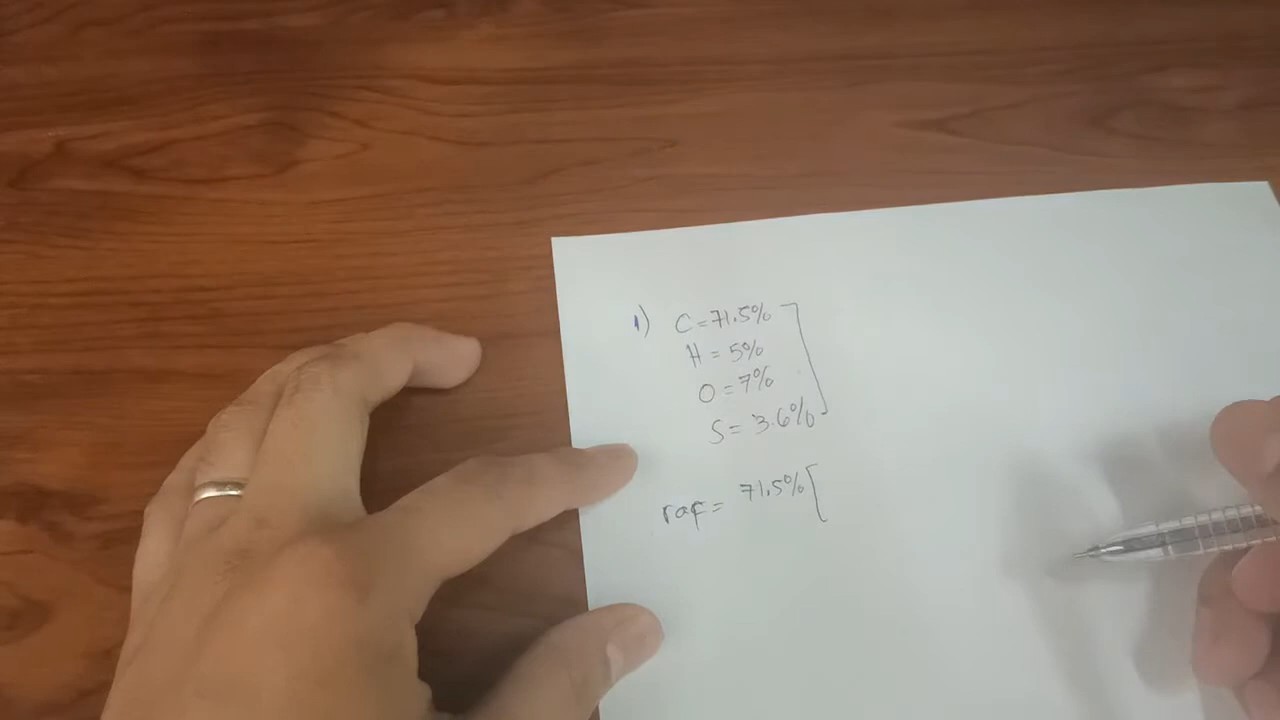 1) C = 71.5%
H = 5%
O = 7%
S = 3.6%
raf = 71.5% [